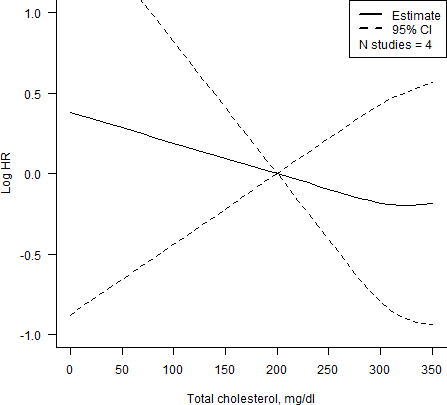 1.0
0.5
0.0
-0.5
-1.0
Log HR
Estimate
95% CI
N studies = 4
0 50 100 150 200 250 300 350
Total cholesterol, mg/dl